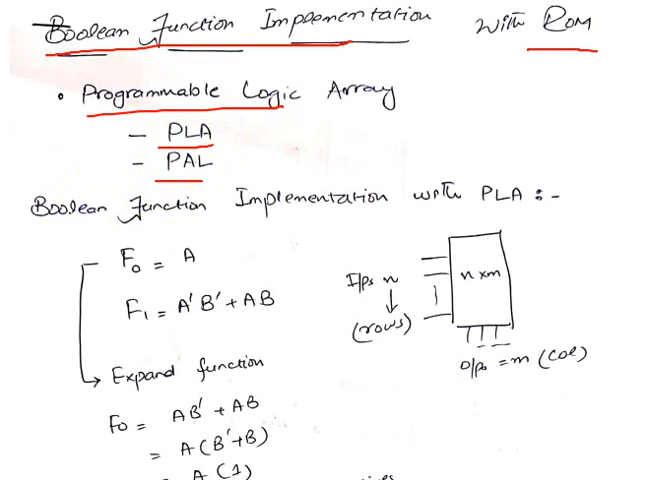 Boolean Function Implementation with ROM
• Programmable Logic Array
- PLA
- PAL
Boolean Function Implementation with PLA :-
F₀ = A
F₁ = A'B' + AB
I/ps n
(rows)
n x m
O/ps = m (col)
Expand function
F₀ = AB' + AB
= A(B'+B)
= A(1)